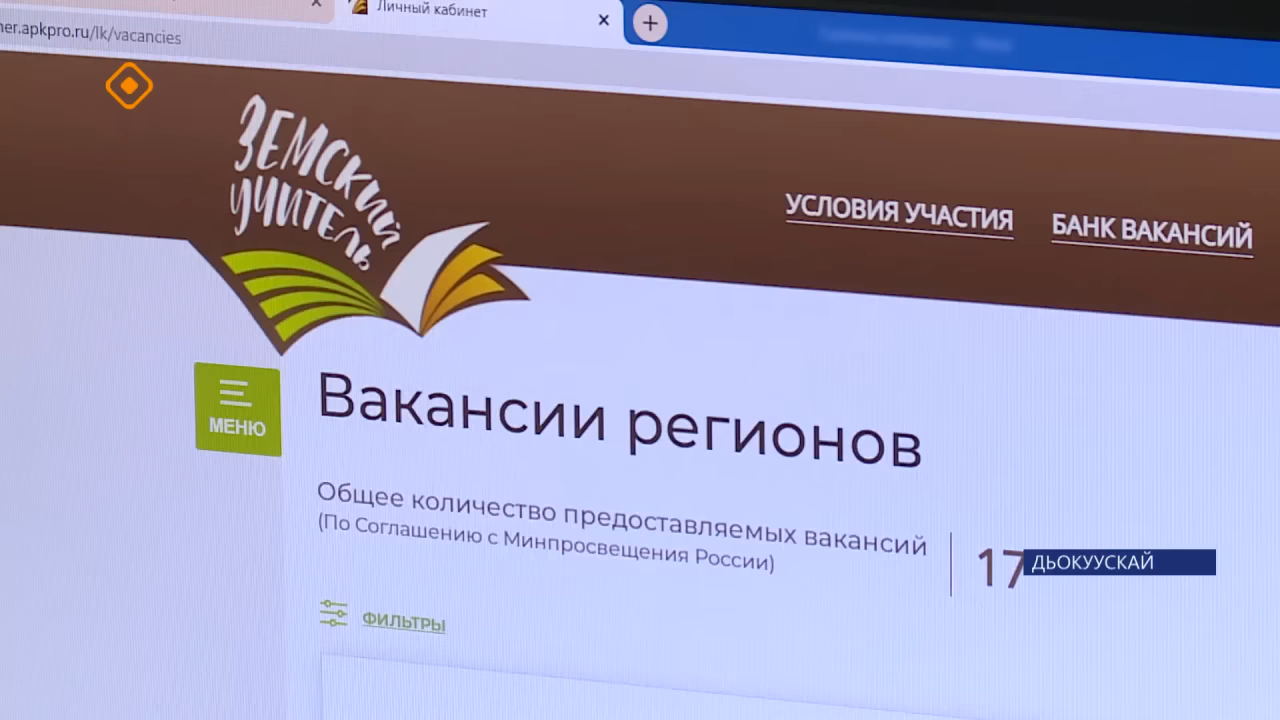 Личный кабинет
ner.apkpro.ru/lk/vacancies
ЗЕМСКИЙ
УЧИТЕЛЬ
УСЛОВИЯ УЧАСТИЯ
БАНК ВАКАНСИЙ
МЕНЮ
Вакансии регионов
Общее количество предоставляемых вакансий
(По Соглашению с Минпросвещения России)
17
ДЬОКУУСКАЙ
ФИЛЬТРЫ